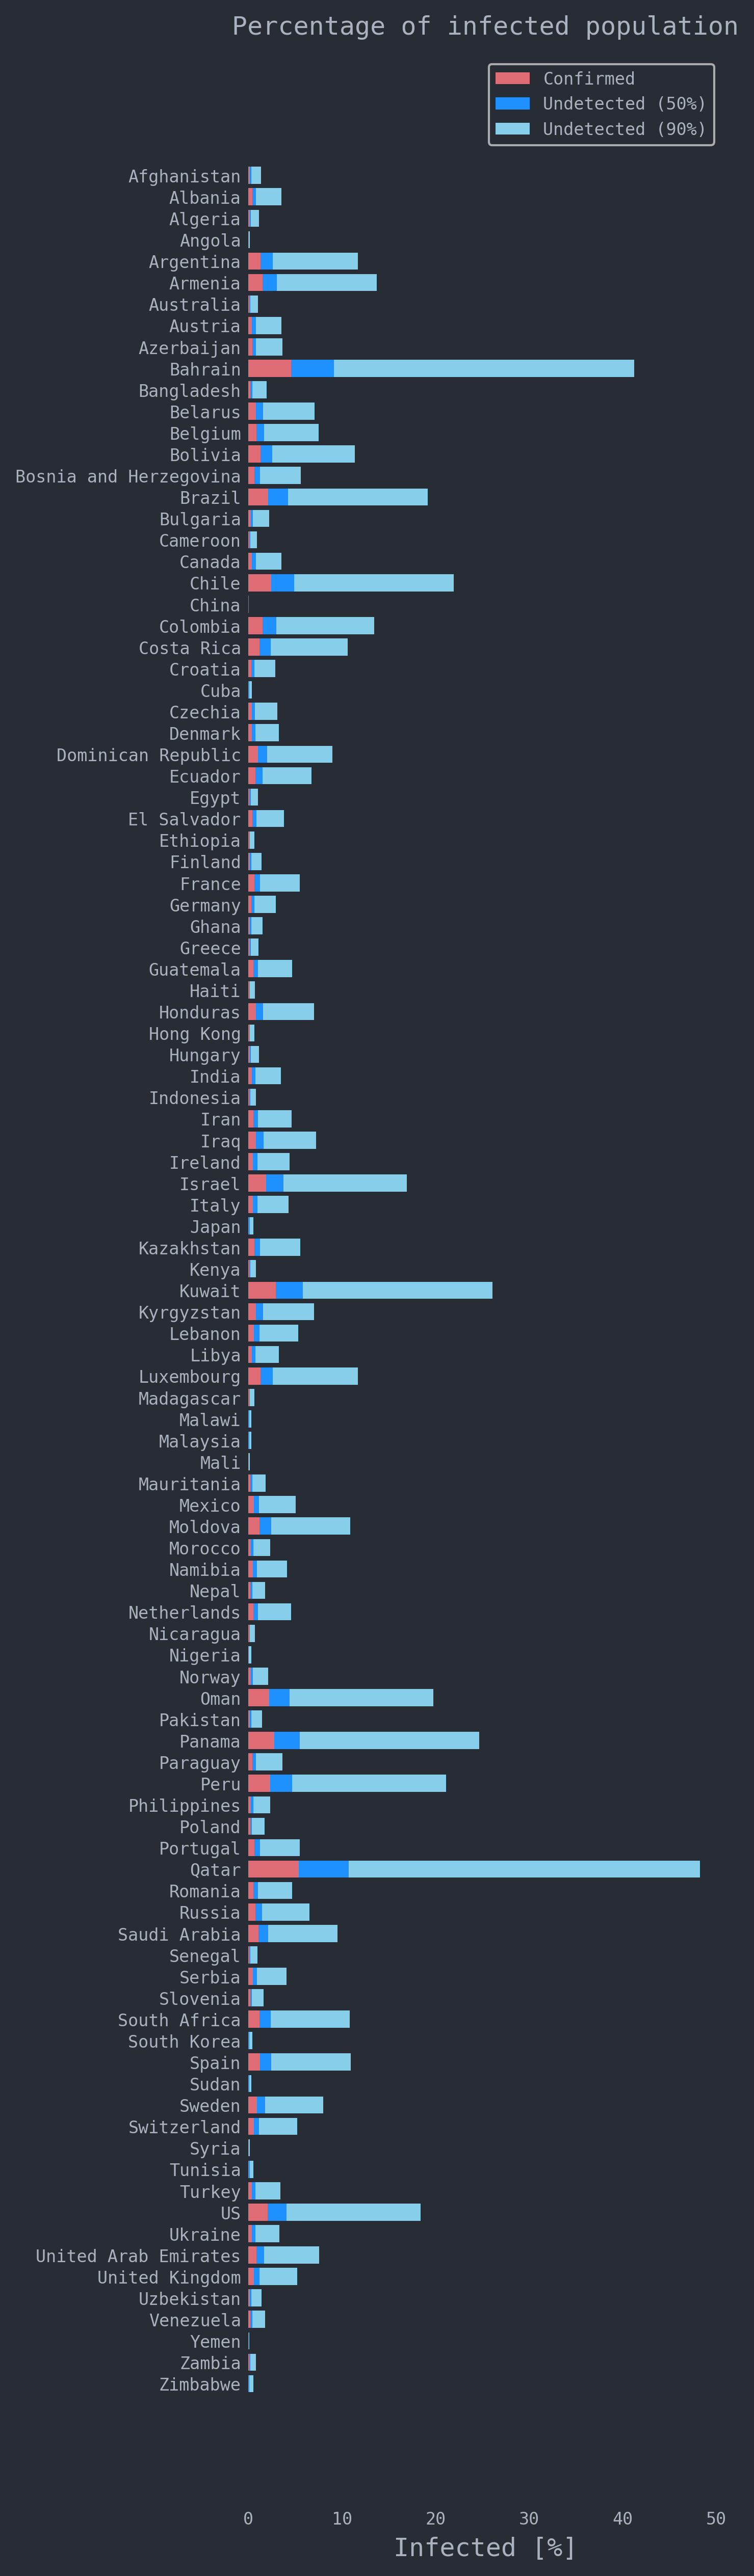 Percentage of infected population
Confirmed
Undetected (50%)
Undetected (90%)
Afghanistan
Albania
Algeria
Angola
Argentina
Armenia
Australia
Austria
Azerbaijan
Bahrain
Bangladesh
Belarus
Belgium
Bolivia
Bosnia and Herzegovina
Brazil
Bulgaria
Cameroon
Canada
Chile
China
Colombia
Costa Rica
Croatia
Cuba
Czechia
Denmark
Dominican Republic
Ecuador
Egypt
El Salvador
Ethiopia
Finland
France
Germany
Ghana
Greece
Guatemala
Haiti
Honduras
Hong Kong
Hungary
India
Indonesia
Iran
Iraq
Ireland
Israel
Italy
Japan
Kazakhstan
Kenya
Kuwait
Kyrgyzstan
Lebanon
Libya
Luxembourg
Madagascar
Malawi
Malaysia
Mali
Mauritania
Mexico
Moldova
Morocco
Namibia
Nepal
Netherlands
Nicaragua
Nigeria
Norway
Oman
Pakistan
Panama
Paraguay
Peru
Philippines
Poland
Portugal
Qatar
Romania
Russia
Saudi Arabia
Senegal
Serbia
Slovenia
South Africa
South Korea
Spain
Sudan
Sweden
Switzerland
Syria
Tunisia
Turkey
US
Ukraine
United Arab Emirates
United Kingdom
Uzbekistan
Venezuela
Yemen
Zambia
Zimbabwe
0 10 20 30 40 50
Infected [%]